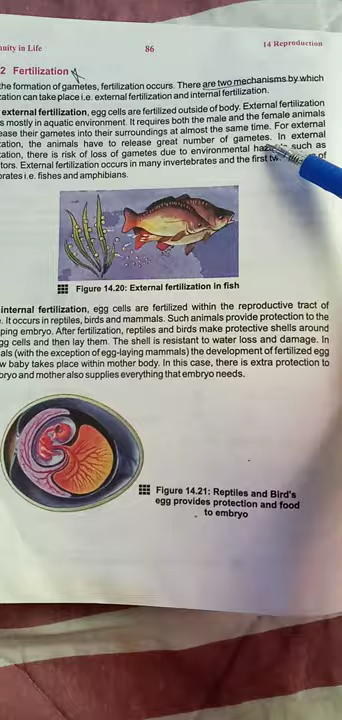 nuity in Life 86 14 Reproduction
2 Fertilization
the formation of gametes, fertilization occurs. There are two mechanisms by which
zation can take place i.e. external fertilization and internal fertilization.
external fertilization, egg cells are fertilized outside of body. External fertilization
s mostly in aquatic environment. It requires both the male and the female animals
ease their gametes into their surroundings at almost the same time. For external
zation, the animals have to release great number of gametes. In external
zation, there is risk of loss of gametes due to environmental such as
tors. External fertilization occurs in many invertebrates and the first of
brates i.e. fishes and amphibians.
Figure 14.20: External fertilization in fish
internal fertilization, egg cells are fertilized within the reproductive tract of
. It occurs in reptiles, birds and mammals. Such animals provide protection to the
ping embryo. After fertilization, reptiles and birds make protective shells around
gg cells and then lay them. The shell is resistant to water loss and damage. In
als (with the exception of egg-laying mammals) the development of fertilized egg
w baby takes place within mother body. In this case, there is extra protection to
bryo and mother also supplies everything that embryo needs.
Figure 14.21: Reptiles and Bird's
egg provides protection and food
to embryo